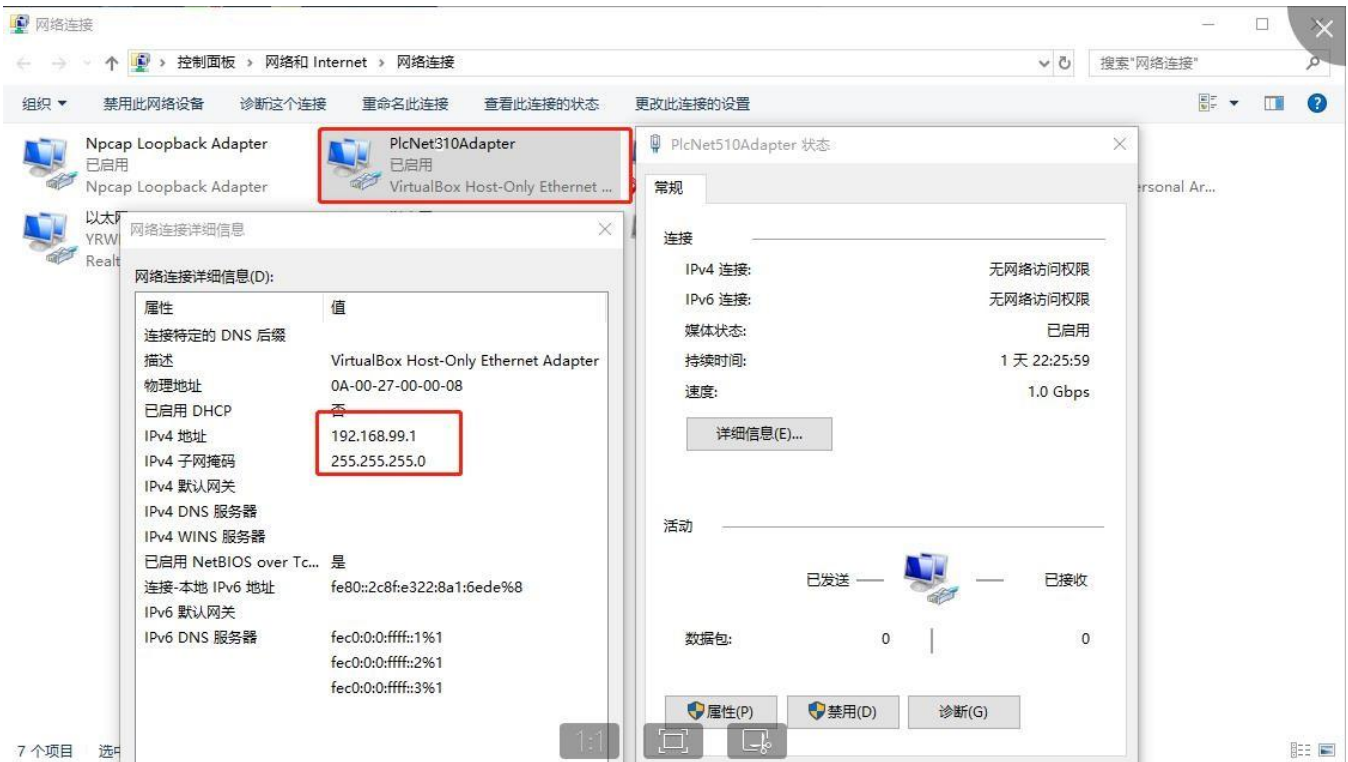 网络连接
控制面板 › 网络和 Internet › 网络连接
搜索"网络连接"
组织 禁用此网络设备 诊断这个连接 重命名此连接 查看此连接的状态 更改此连接的设置
Npcap Loopback Adapter
已启用
Npcap Loopback Adapter
PlcNet310Adapter
已启用
VirtualBox Host-Only Ethernet ...
ersonal Ar...
以太网
YRW
Realt
网络连接详细信息
网络连接详细信息(D):
属性 值
连接特定的 DNS 后缀
描述 VirtualBox Host-Only Ethernet Adapter
物理地址 0A-00-27-00-00-08
已启用 DHCP 否
IPv4 地址 192.168.99.1
IPv4 子网掩码 255.255.255.0
IPv4 默认网关
IPv4 DNS 服务器
IPv4 WINS 服务器
已启用 NetBIOS over Tc... 是
连接-本地 IPv6 地址 fe80::2c8f:e322:8a1:6ede%8
IPv6 默认网关
IPv6 DNS 服务器 fec0:0:0:ffff::1%1
fec0:0:0:ffff::2%1
fec0:0:0:ffff::3%1
PlcNet510Adapter 状态
常规
连接
IPv4 连接: 无网络访问权限
IPv6 连接: 无网络访问权限
媒体状态: 已启用
持续时间: 1 天 22:25:59
速度: 1.0 Gbps
详细信息(E)...
活动
已发送 — — 已接收
数据包: 0 0
属性(P) 禁用(D) 诊断(G)
1:1
7 个项目 选中